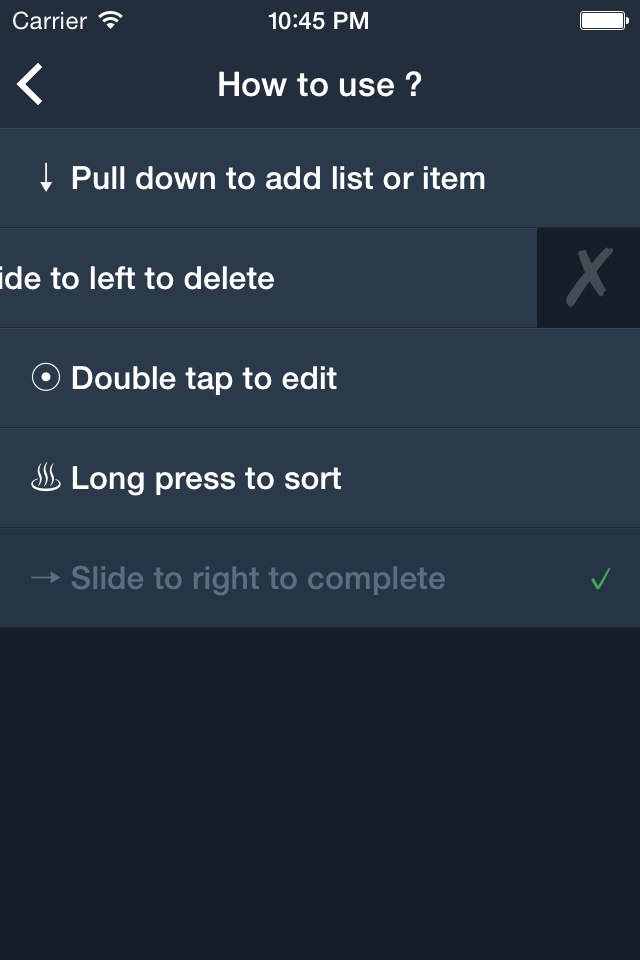 Carrier 10:45 PM
How to use ?
↓ Pull down to add list or item
ide to left to delete ✗
☉ Double tap to edit
♨ Long press to sort
→ Slide to right to complete ✓